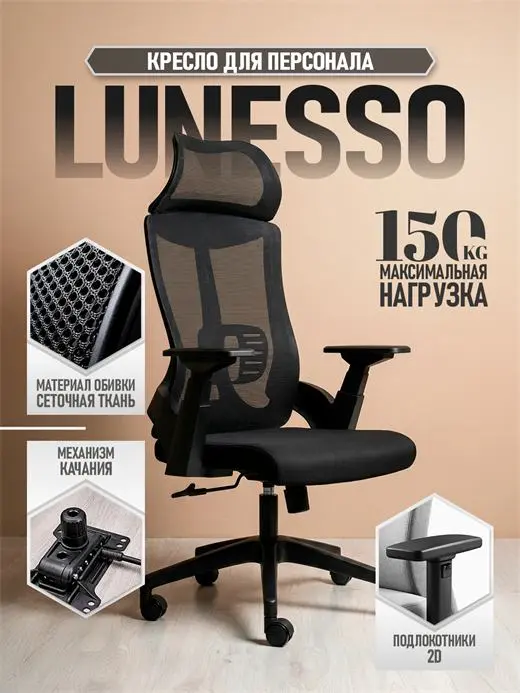 КРЕСЛО ДЛЯ ПЕРСОНАЛА
LUNESSO
150 KG
МАКСИМАЛЬНАЯ
НАГРУЗКА
МАТЕРИАЛ ОБИВКИ
СЕТОЧНАЯ ТКАНЬ
МЕХАНИЗМ
КАЧАНИЯ
ПОДЛОКОТНИКИ
2D